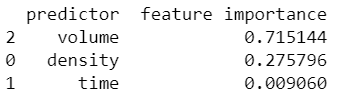 predictor feature importance
2 volume 0.715144
0 density 0.275796
1 time 0.009060